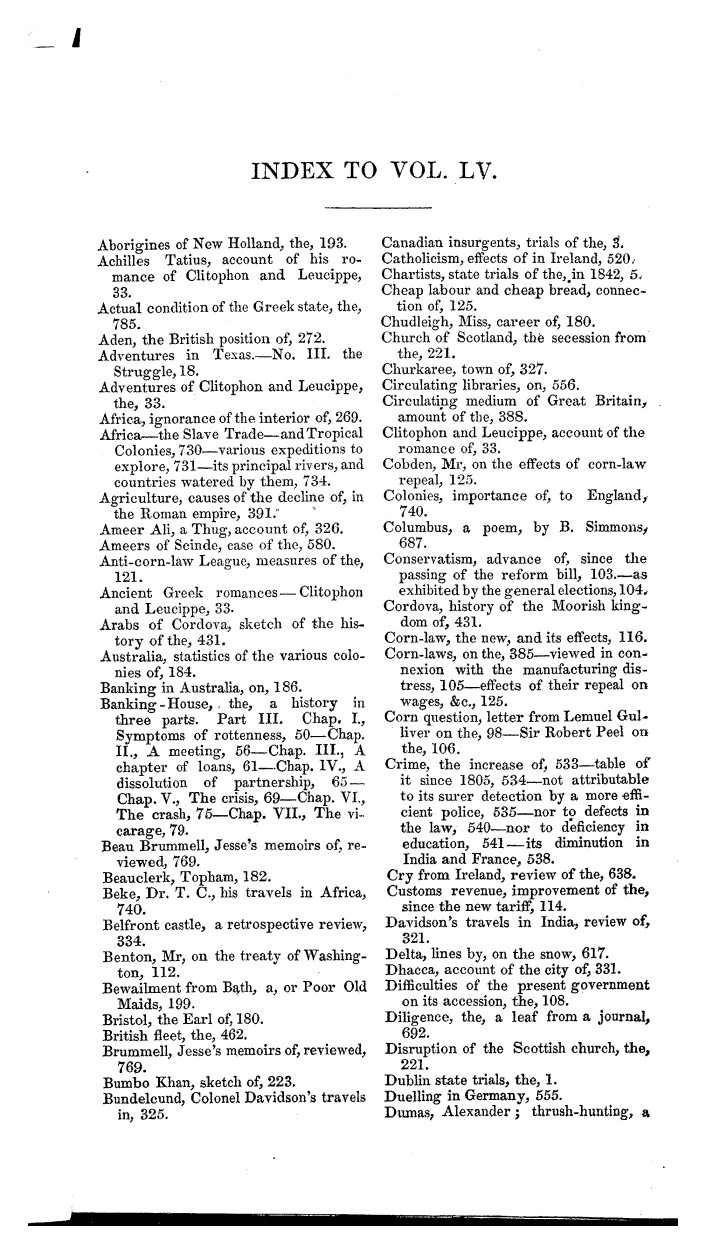 INDEX TO VOL. LV.
Aborigines of New Holland, the, 193.
Achilles Tatius, account of his ro-
mance of Clitophon and Leucippe,
33.
Actual condition of the Greek state, the,
785.
Aden, the British position of, 272.
Adventures in Texas.—No. III. the
Struggle, 18.
Adventures of Clitophon and Leucippe,
the, 33.
Africa, ignorance of the interior of, 269.
Africa—the Slave Trade—and Tropical
Colonies, 730—various expeditions to
explore, 731—its principal rivers, and
countries watered by them, 734.
Agriculture, causes of the decline of, in
the Roman empire, 391.
Ameer Ali, a Thug, account of, 326.
Ameers of Scinde, case of the, 580.
Anti-corn-law League, measures of the,
121.
Ancient Greek romances—Clitophon
and Leucippe, 33.
Arabs of Cordova, sketch of the his-
tory of the, 431.
Australia, statistics of the various colo-
nies of, 184.
Banking in Australia, on, 186.
Banking-House, the, a history in
three parts. Part III. Chap. I.,
Symptoms of rottenness, 50—Chap.
II., A meeting, 56—Chap. III., A
chapter of loans, 61—Chap. IV., A
dissolution of partnership, 65—
Chap. V., The crisis, 69—Chap. VI.,
The crash, 75—Chap. VII., The vi-
carage, 79.
Beau Brummell, Jesse's memoirs of, re-
viewed, 769.
Beauclerk, Topham, 182.
Beke, Dr. T. C., his travels in Africa,
740.
Belfront castle, a retrospective review,
334.
Benton, Mr, on the treaty of Washing-
ton, 112.
Bewailment from Bath, a, or Poor Old
Maids, 199.
Bristol, the Earl of, 180.
British fleet, the, 462.
Brummell, Jesse's memoirs of, reviewed,
769.
Bumbo Khan, sketch of, 223.
Bundelcund, Colonel Davidson's travels
in, 325.
Canadian insurgents, trials of the, 3.
Catholicism, effects of in Ireland, 520.
Chartists, state trials of the, in 1842, 5.
Cheap labour and cheap bread, connec-
tion of, 125.
Chudleigh, Miss, career of, 180.
Church of Scotland, the secession from
the, 221.
Churkaree, town of, 327.
Circulating libraries, on, 556.
Circulating medium of Great Britain,
amount of the, 388.
Clitophon and Leucippe, account of the
romance of, 33.
Cobden, Mr, on the effects of corn-law
repeal, 125.
Colonies, importance of, to England,
740.
Columbus, a poem, by B. Simmons,
687.
Conservatism, advance of, since the
passing of the reform bill, 103.—as
exhibited by the general elections, 104.
Cordova, history of the Moorish king-
dom of, 431.
Corn-law, the new, and its effects, 116.
Corn-laws, on the, 385—viewed in con-
nexion with the manufacturing dis-
tress, 105—effects of their repeal on
wages, &c., 125.
Corn question, letter from Lemuel Gul-
liver on the, 98—Sir Robert Peel on
the, 106.
Crime, the increase of, 533—table of
it since 1805, 534—not attributable
to its surer detection by a more effi-
cient police, 535—nor to defects in
the law, 540—nor to deficiency in
education, 541—its diminution in
India and France, 538.
Cry from Ireland, review of the, 638.
Customs revenue, improvement of the,
since the new tariff, 114.
Davidson's travels in India, review of,
321.
Delta, lines by, on the snow, 617.
Dhacca, account of the city of, 331.
Difficulties of the present government
on its accession, the, 108.
Diligence, the, a leaf from a journal,
692.
Disruption of the Scottish church, the,
221.
Dublin state trials, the, 1.
Duelling in Germany, 555.
Dumas, Alexander; thrush-hunting, a